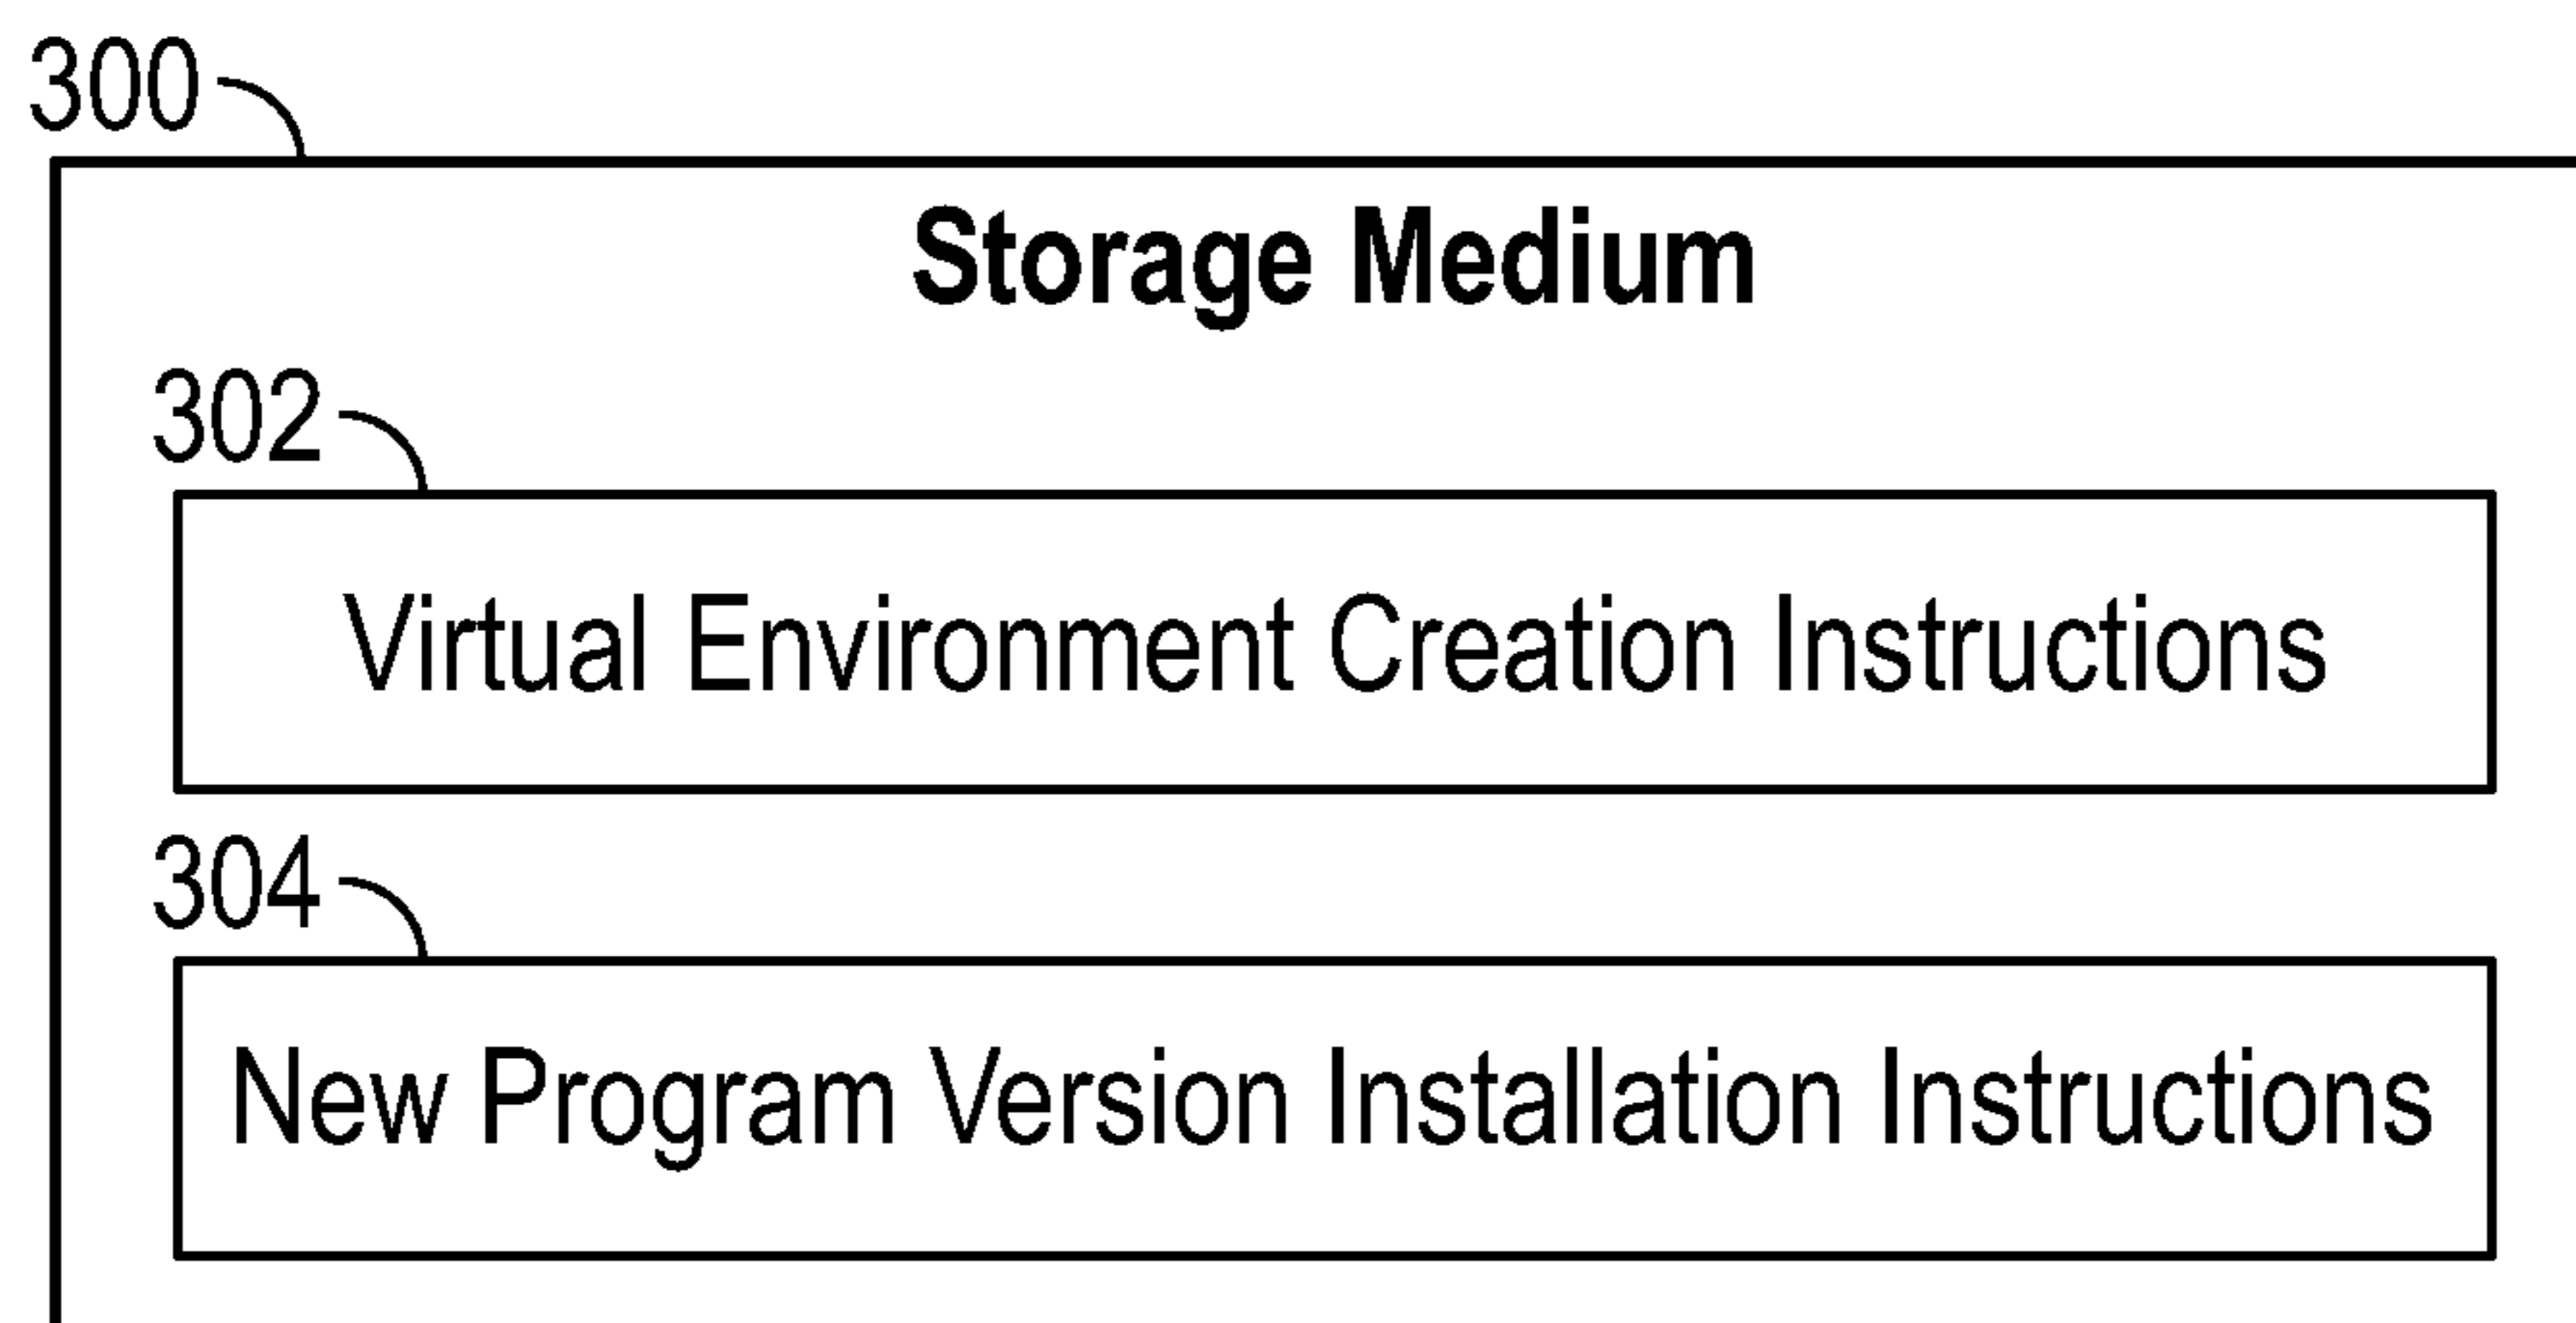 300
Storage Medium
302
Virtual Environment Creation Instructions
304
New Program Version Installation Instructions